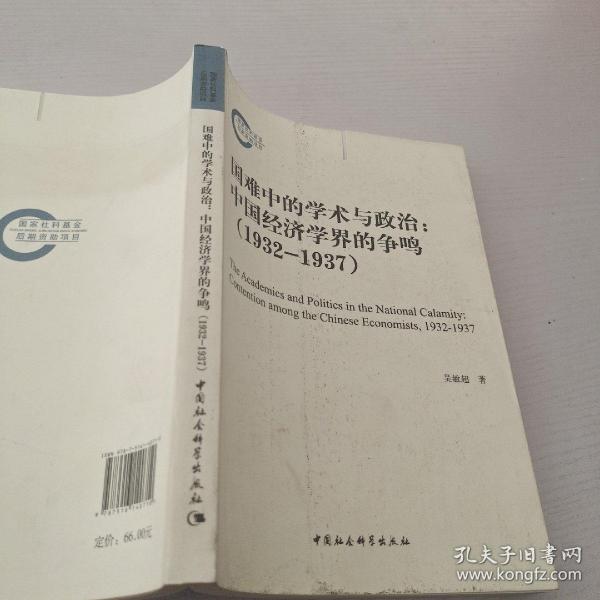 国难中的学术与政治：
中国经济学界的争鸣
（1932—1937）
The Academics and Politics in the National Calamity:
Contention among the Chinese Economists, 1932-1937
吴敏超 著
中国社会科学出版社
国难中的学术与政治：中国经济学界的争鸣（1932—1937）
中国社会科学出版社
国家社科基金
后期资助项目
定价：66.00元
孔夫子旧书网
www.kongfz.com